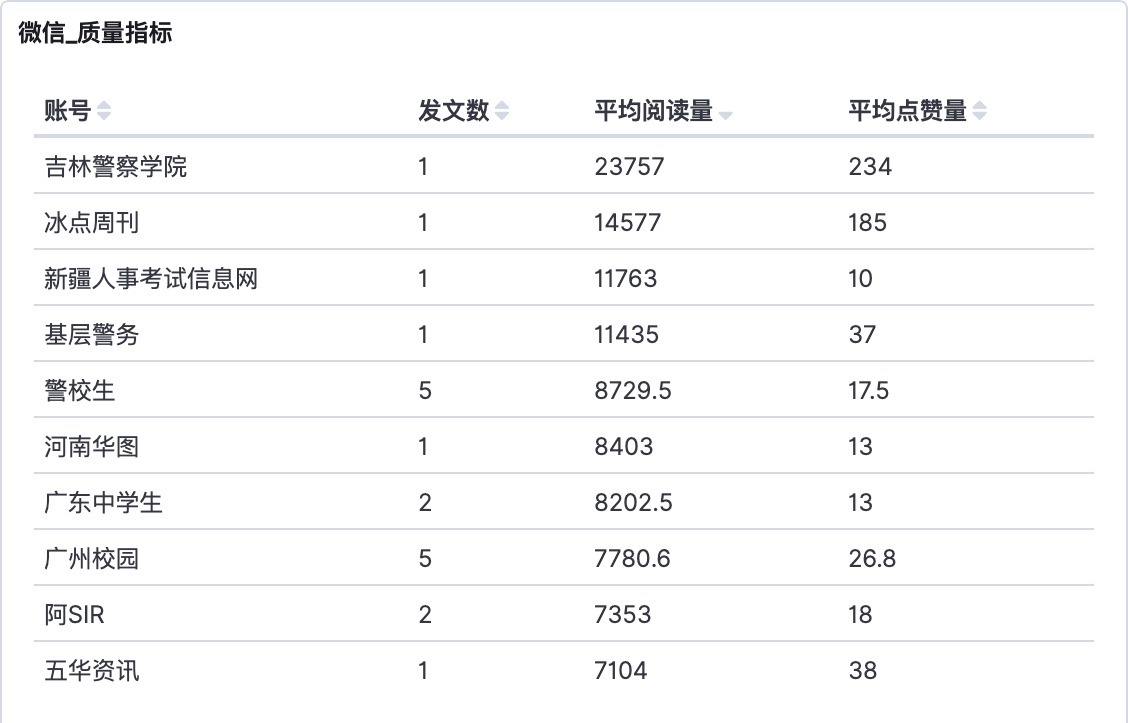 微信_质量指标
账号 发文数 平均阅读量 平均点赞量
吉林警察学院 1 23757 234
冰点周刊 1 14577 185
新疆人事考试信息网 1 11763 10
基层警务 1 11435 37
警校生 5 8729.5 17.5
河南华图 1 8403 13
广东中学生 2 8202.5 13
广州校园 5 7780.6 26.8
阿SIR 2 7353 18
五华资讯 1 7104 38